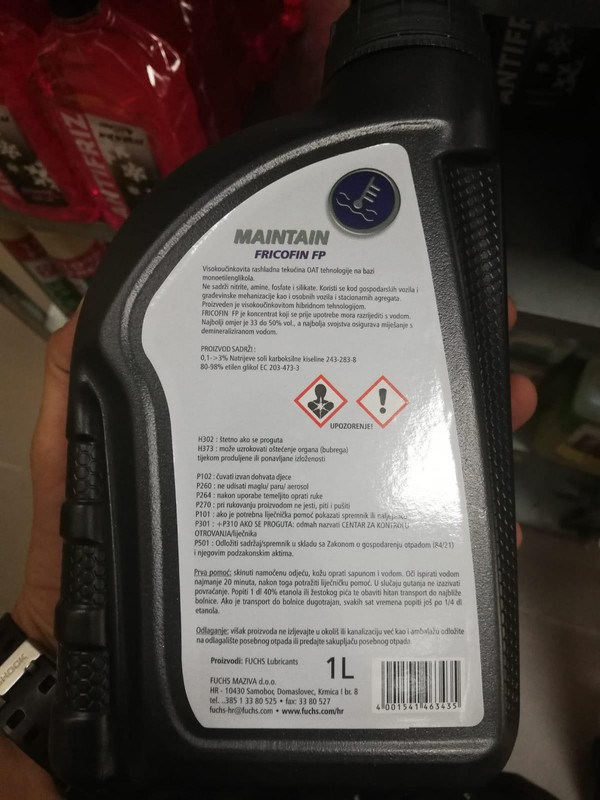 MAINTAIN
FRICOFIN FP
Visokoučinkovita rashladna tekućina OAT tehnologije na bazi
monoetilenglikola.
Ne sadrži nitrite, amine, fosfate i silikate. Koristi se kod gospodarskih vozila i
građevinske mehanizacije kao i osobnih vozila i stacionarnih agregata.
Proizveden je visokoučinkovitom hibridnom tehnologijom.
FRICOFIN FP je koncentrat koji se prije upotrebe mora razrijediti s vodom.
Najbolji omjer je 33 do 50% vol., a najbolja svojstva osigurava miješanje s
demineraliziranom vodom.
PROIZVOD SADRŽI :
0,1->3% Natrijeve soli karboksilne kiseline 243-283-8
80-98% etilen glikol EC 203-473-3
UPOZORENJE!
H302 : štetno ako se proguta
H373 : može uzrokovati oštećenje organa (bubrega)
tijekom produljene ili ponavljane izloženosti
P102 : čuvati izvan dohvata djece
P260 : ne udisati maglu/ paru/ aerosol
P264 : nakon uporabe temeljito oprati ruke
P270 : pri rukovanju proizvodom ne jesti, piti i pušiti
P101 : ako je potrebna liječnička pomoć pokazati spremnik ili naljepnicu
P301 : +P310 AKO SE PROGUTA: odmah nazvati CENTAR ZA KONTROLU
OTROVANJA/liječnika
P501 : Odložiti sadržaj/spremnik u skladu sa Zakonom o gospodarenju otpadom (84/21)
i njegovim podzakonskim aktima.
Prva pomoć: skinuti namočenu odjeću, kožu oprati sapunom i vodom. Oči ispirati vodom
najmanje 20 minuta, nakon toga potražiti liječničku pomoć. U slučaju gutanja ne izazivati
povraćanje. Popiti 1 dl 40% etanola ili žestokog pića te obaviti hitan transport do najbliže
bolnice. Ako je transport do bolnice dugotrajan, svakih sat vremena popiti još po 1/4 dl
etanola.
Odlaganje: višak proizvoda ne izlijevajte u okoliš ili kanalizaciju već kao i ambalažu odložite
na odlagalište posebnog otpada ili predajte sakupljaču posebnog otpada
Proizvodi: FUCHS Lubricants
1L
FUCHS MAZIVA d.o.o.
HR - 10430 Samobor, Domaslovec, Krmica I br. 8
tel. ..385 1 33 80 525 • fax: 33 80 527
fuchs-hr@fuchs.com • www.fuchs.com/hr
4 001541 463435
ANTIFRIZ
ANTIFRIZ
ANTIFR